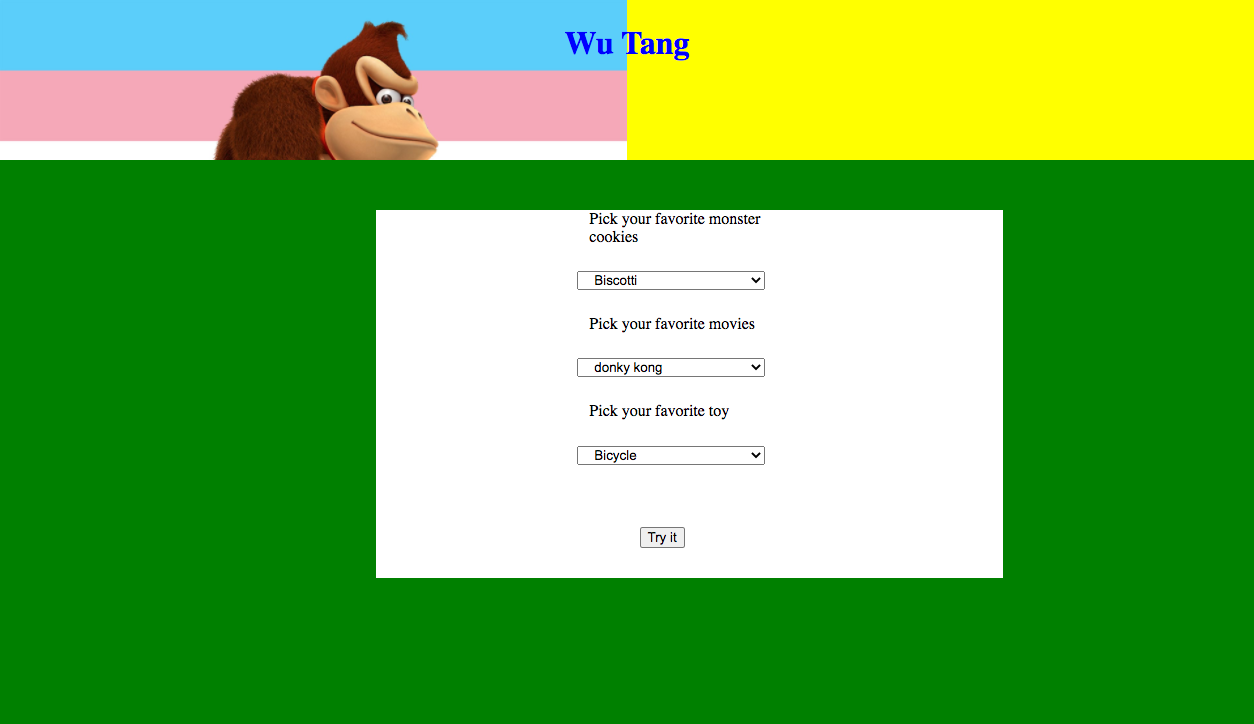 Wu Tang
Pick your favorite monster
cookies
Biscotti
Pick your favorite movies
donky kong
Pick your favorite toy
Bicycle
Try it